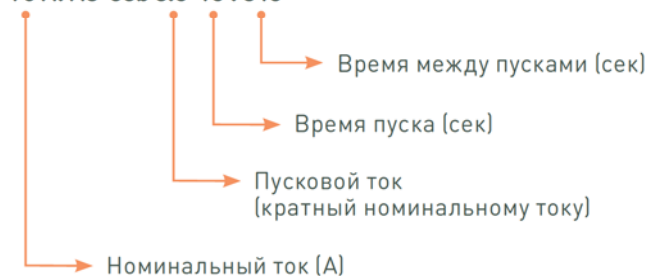 Время между пусками (сек)
Время пуска (сек)
Пусковой ток
(кратный номинальному току)
Номинальный ток (А)